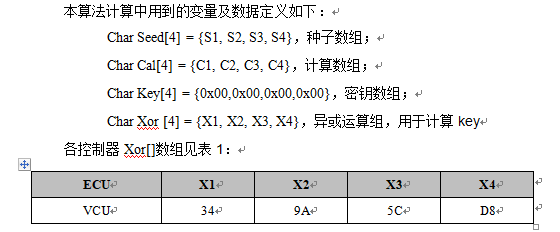 本算法计算中用到的变量及数据定义如下：
Char Seed[4] = {S1, S2, S3, S4}，种子数组；
Char Cal[4] = {C1, C2, C3, C4}，计算数组；
Char Key[4] = {0x00,0x00,0x00,0x00}，密钥数组；
Char Xor [4] = {X1, X2, X3, X4}，异或运算组，用于计算 key
各控制器 Xor[]数组见表 1：
ECU X1 X2 X3 X4
VCU 34 9A 5C D8